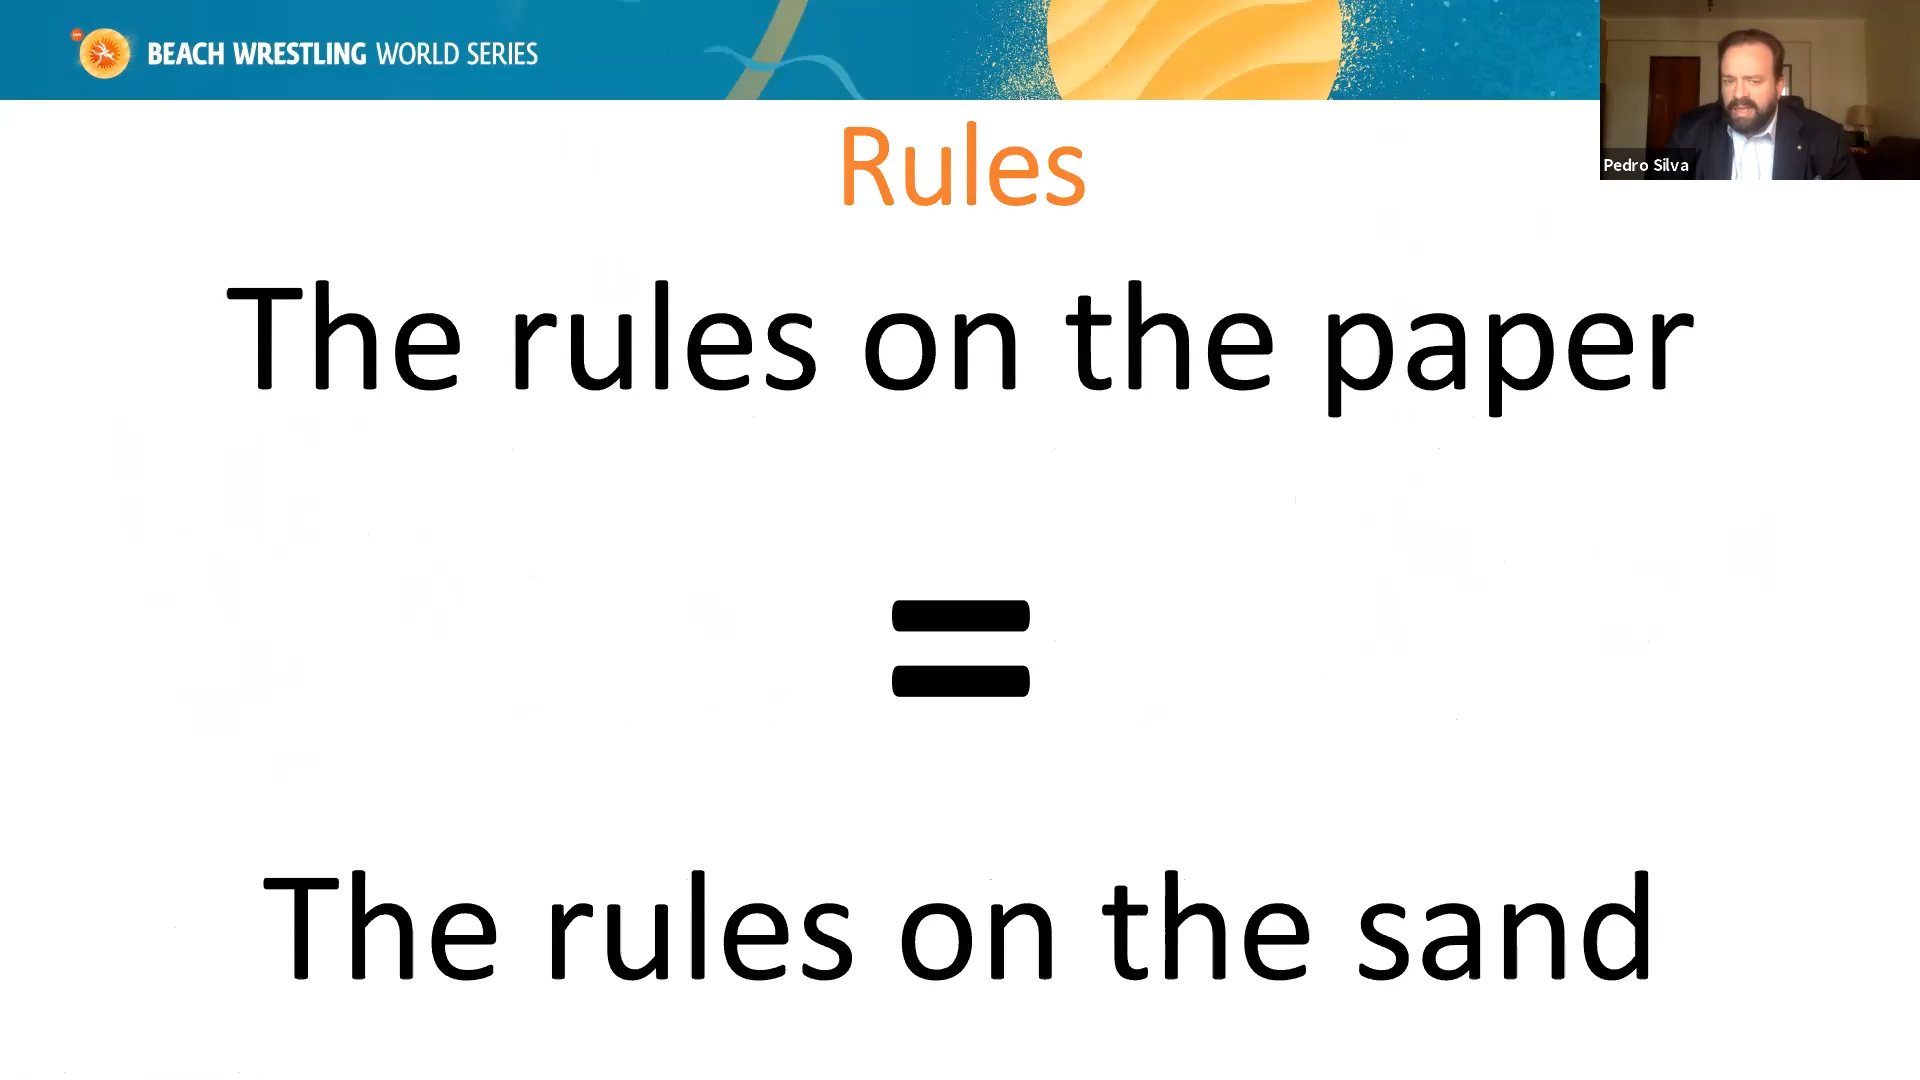 BEACH WRESTLING WORLD SERIES
Pedro Silva
Rules
The rules on the paper
=
The rules on the sand